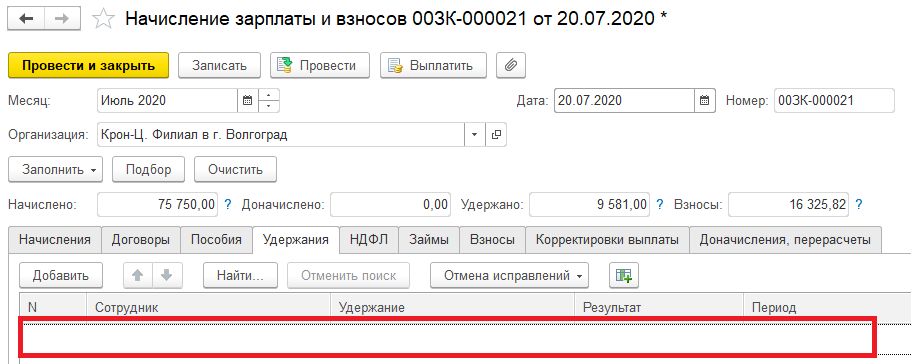 Начисление зарплаты и взносов 00ЗК-000021 от 20.07.2020 *
Провести и закрыть Записать Провести Выплатить
Месяц: Июль 2020 Дата: 20.07.2020 Номер: 00ЗК-000021
Организация: Крон-Ц. Филиал в г. Волгоград
Заполнить Подбор Очистить
Начислено: 75 750,00 ? Доначислено: 0,00 Удержано: 9 581,00 ? Взносы: 16 325,82 ?
Начисления Договоры Пособия Удержания НДФЛ Займы Взносы Корректировки выплаты Доначисления, перерасчеты
Добавить Найти... Отменить поиск Отмена исправлений
N Сотрудник Удержание Результат Период